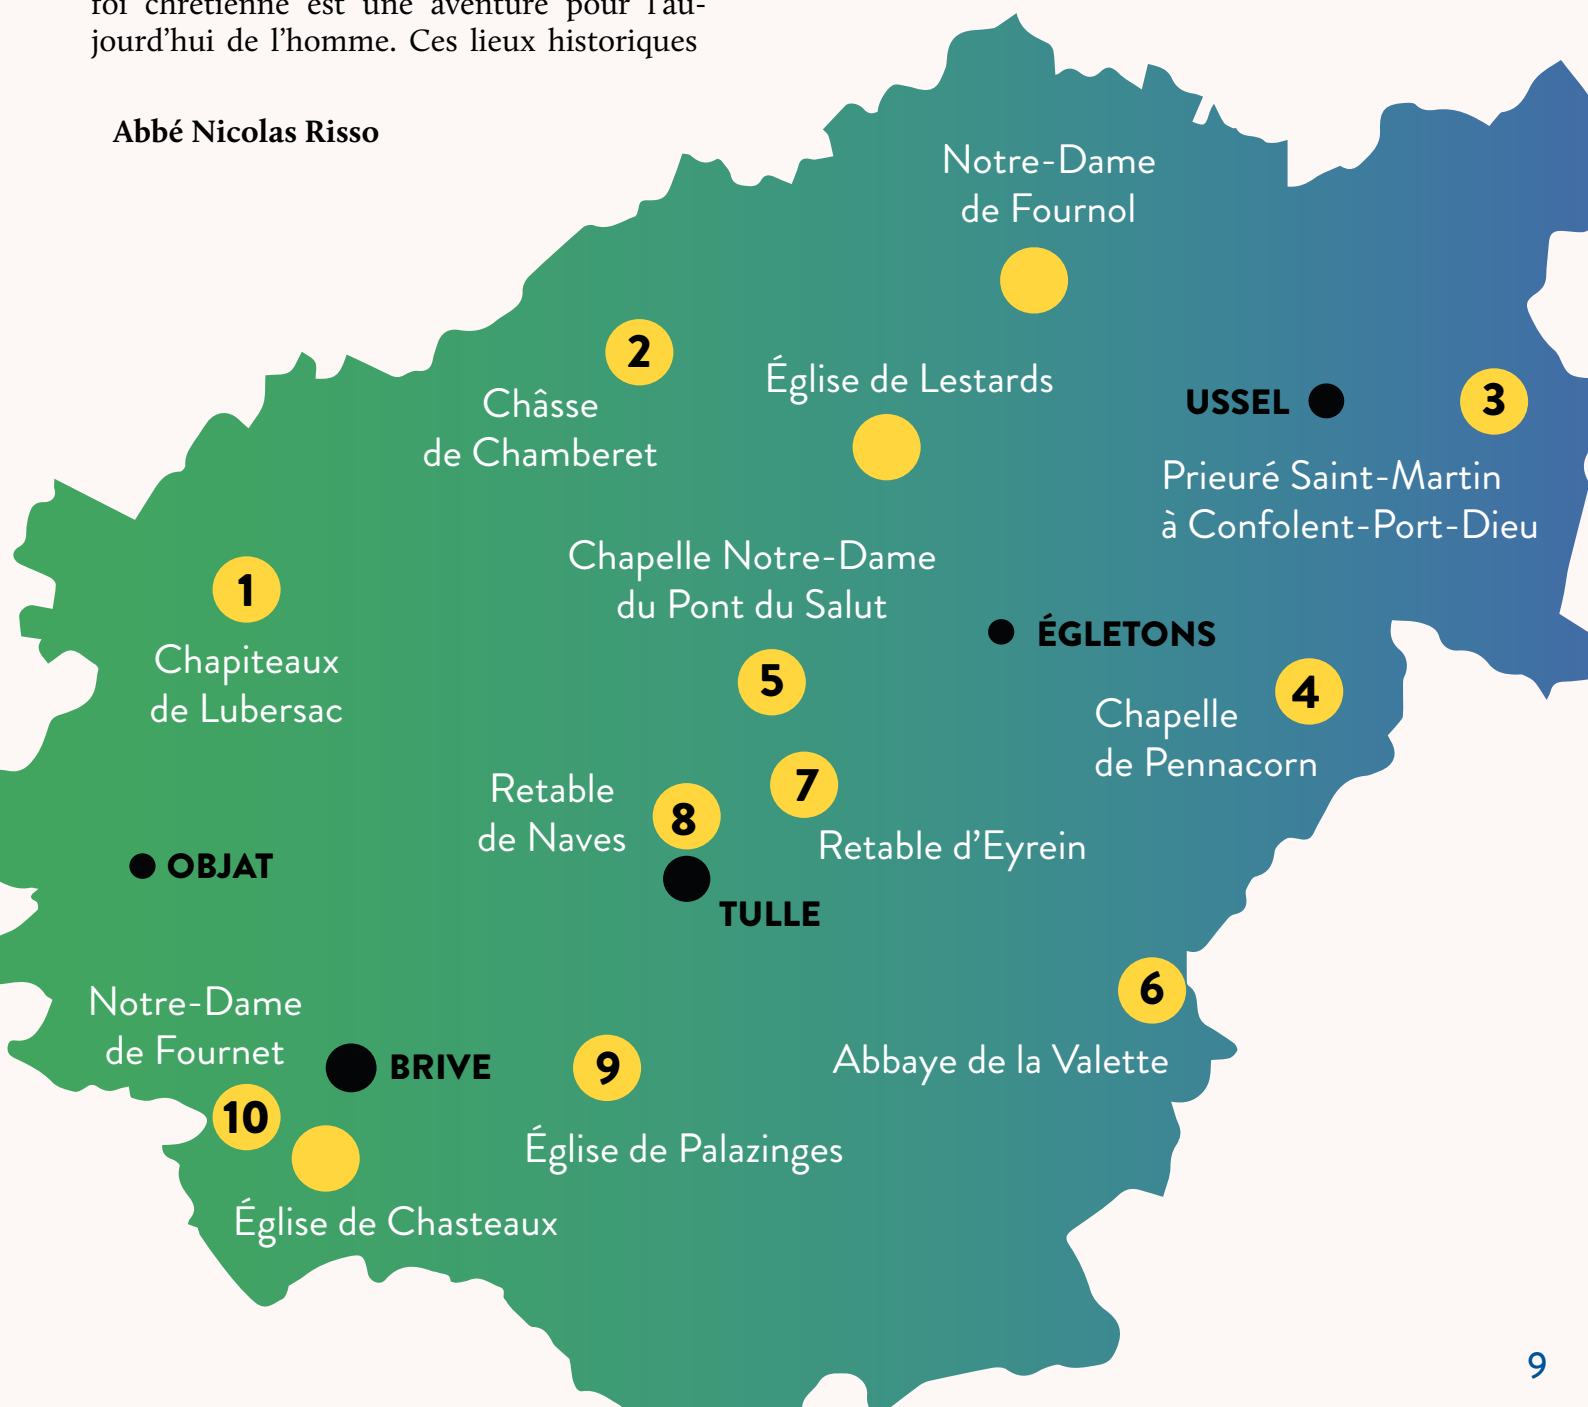 foi chrétienne est une aventure pour l'au-
jourd'hui de l'homme. Ces lieux historiques
Abbé Nicolas Risso
Notre-Dame
de Fournol
2
Châsse
de Chamberet
Église de Lestards
USSEL
3
Prieuré Saint-Martin
à Confolent-Port-Dieu
1
Chapiteaux
de Lubersac
Chapelle Notre-Dame
du Pont du Salut
5
ÉGLETONS
4
Chapelle
de Pennacorn
Retable
de Naves
8
7
Retable d'Eyrein
OBJAT
TULLE
6
Abbaye de la Valette
Notre-Dame
de Fournet
10
BRIVE
9
Église de Palazinges
Église de Chasteaux
9